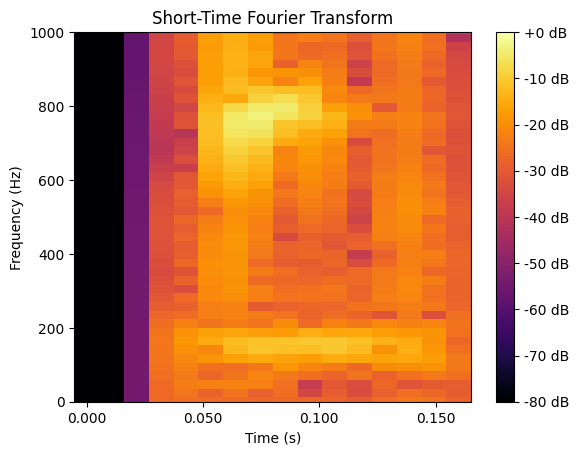 Short-Time Fourier Transform
1000
800
600
400
200
0
Frequency (Hz)
0.000
0.050
0.100
0.150
Time (s)
+0 dB
-10 dB
-20 dB
-30 dB
-40 dB
-50 dB
-60 dB
-70 dB
-80 dB